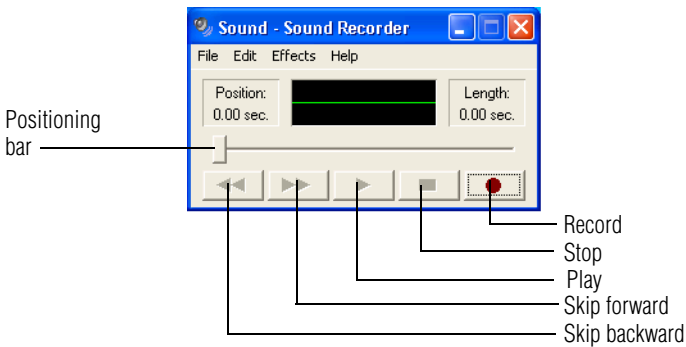 Sound - Sound Recorder
File Edit Effects Help
Position:
0.00 sec.
Length:
0.00 sec.
Positioning
bar
Record
Stop
Play
Skip forward
Skip backward